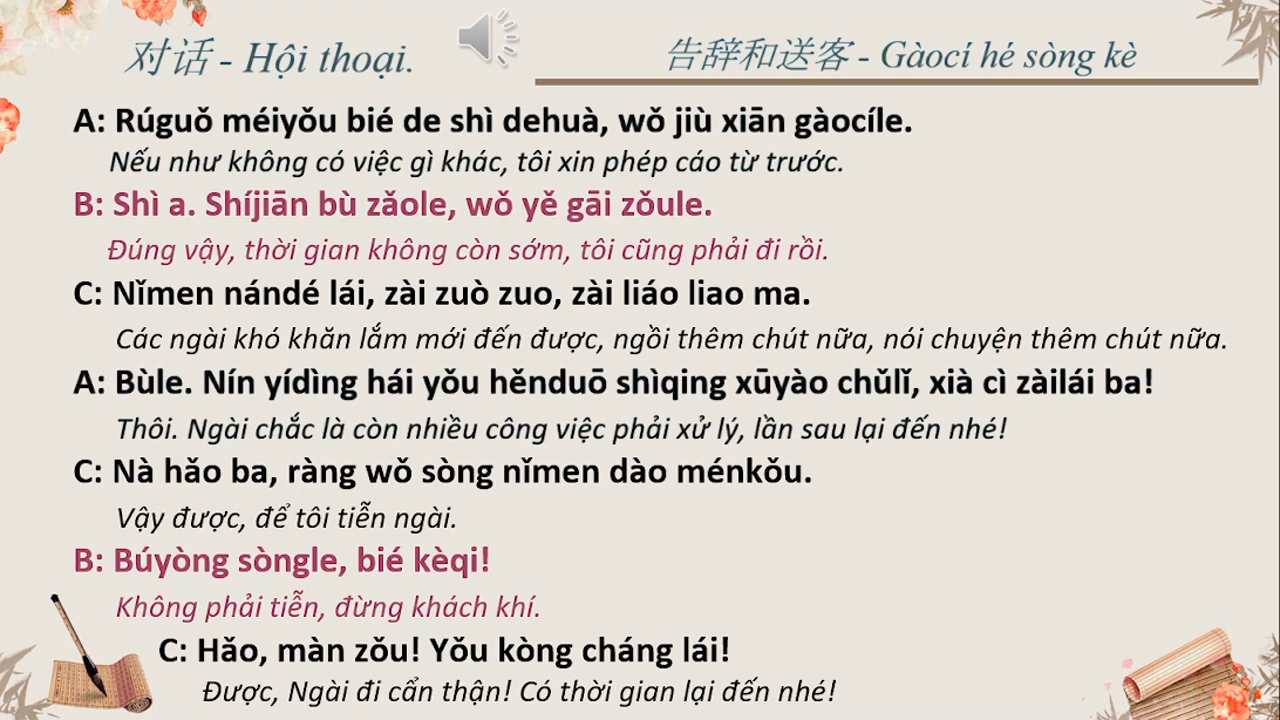 对话 - Hội thoại.
告辞和送客 - Gàocí hé sòng kè
A: Rúguǒ méiyǒu bié de shì dehuà, wǒ jiù xiān gàocíle.
Nếu như không có việc gì khác, tôi xin phép cáo từ trước.
B: Shì a. Shíjiān bù zǎole, wǒ yě gāi zǒule.
Đúng vậy, thời gian không còn sớm, tôi cũng phải đi rồi.
C: Nǐmen nándé lái, zài zuò zuo, zài liáo liao ma.
Các ngài khó khăn lắm mới đến được, ngồi thêm chút nữa, nói chuyện thêm chút nữa.
A: Bùle. Nín yídìng hái yǒu hěnduō shìqing xūyào chǔlǐ, xià cì zàilái ba!
Thôi. Ngài chắc là còn nhiều công việc phải xử lý, lần sau lại đến nhé!
C: Nà hǎo ba, ràng wǒ sòng nǐmen dào ménkǒu.
Vậy được, để tôi tiễn ngài.
B: Búyòng sòngle, bié kèqi!
Không phải tiễn, đừng khách khí.
C: Hǎo, màn zǒu! Yǒu kòng cháng lái!
Được, Ngài đi cẩn thận! Có thời gian lại đến nhé!